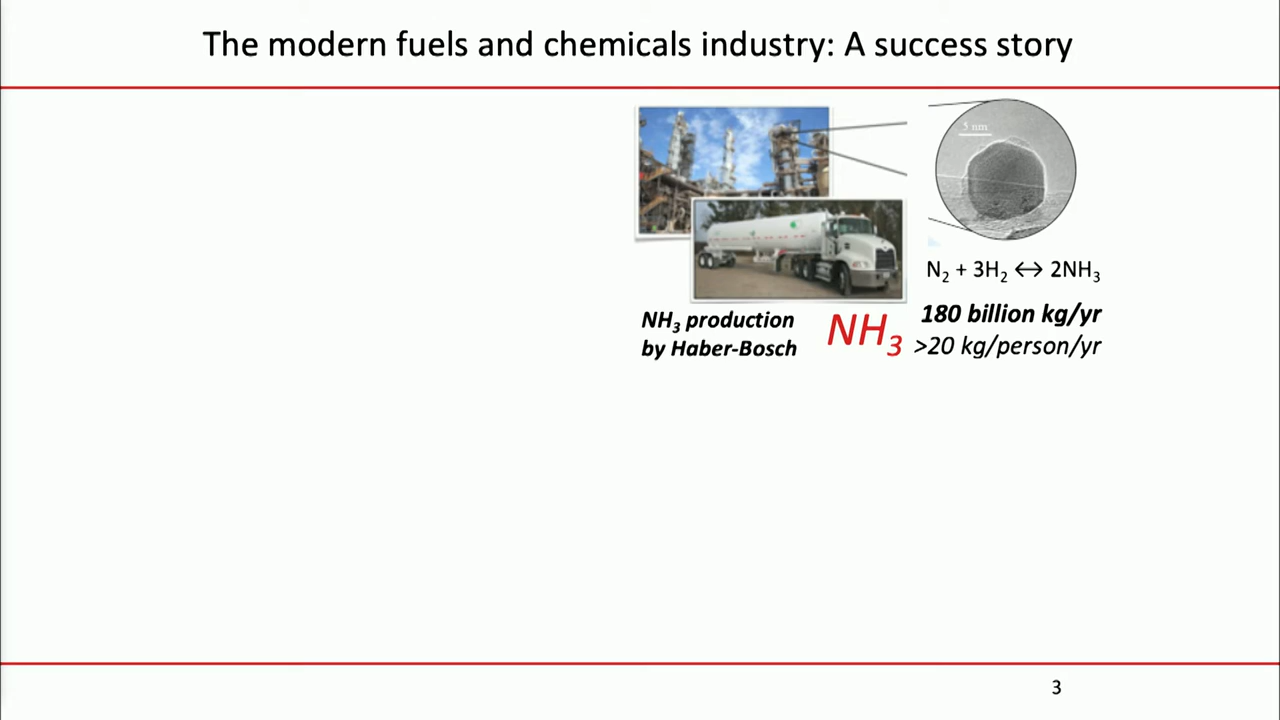 The modern fuels and chemicals industry: A success story
5 nm
N₂ + 3H₂ ↔ 2NH₃
NH₃ production
by Haber-Bosch
NH₃
180 billion kg/yr
>20 kg/person/yr
3